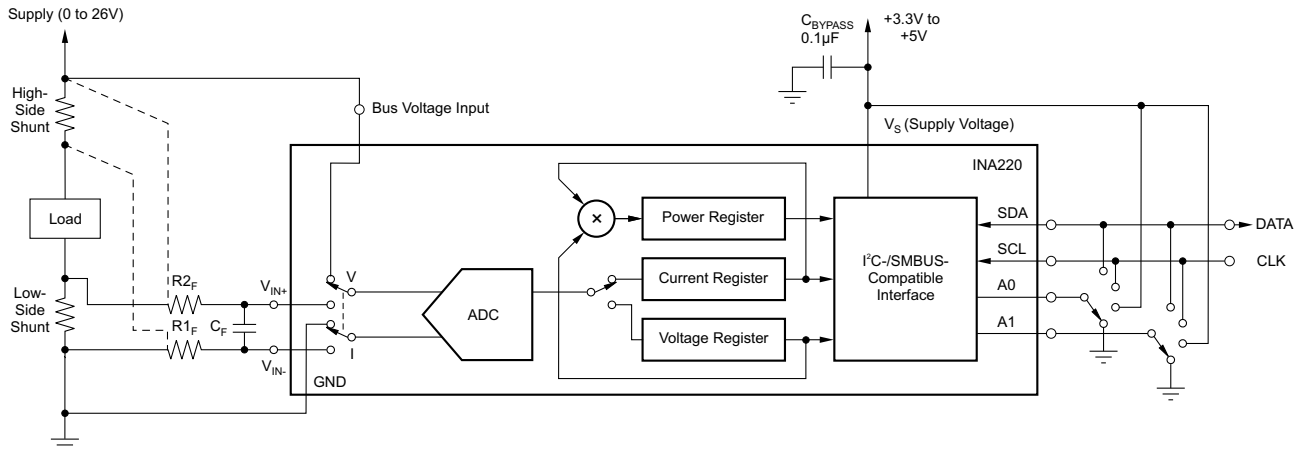 Supply (0 to 26V)
High-
Side
Shunt
Load
Low-
Side
Shunt
R2F
R1F
CF
VIN+
VIN-
Bus Voltage Input
V
I
GND
ADC
×
Power Register
Current Register
Voltage Register
CBYPASS
0.1µF
+3.3V to
+5V
VS (Supply Voltage)
INA220
I²C-/SMBUS-
Compatible
Interface
SDA
SCL
A0
A1
DATA
CLK